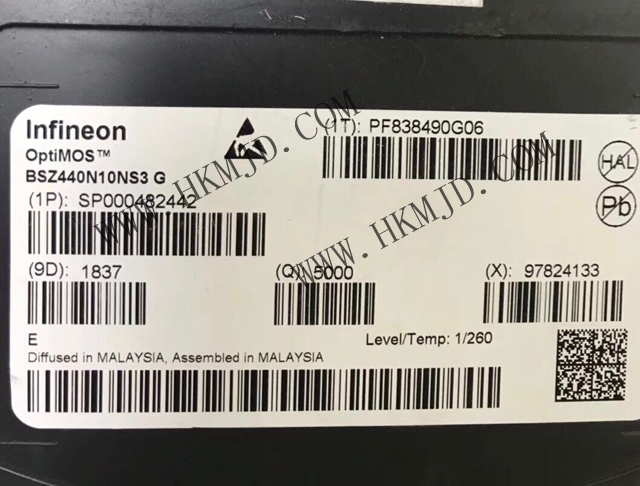 Infineon
OptiMOS™
BSZ440N10NS3 G
(1P): SP000482442
(1T): PF838490G06
HAL
Pb
(9D): 1837
(Q): 5000
(X): 97824133
E
Level/Temp: 1/260
Diffused in MALAYSIA, Assembled in MALAYSIA
WWW.HKMJD.COM
WWW.HKMJD.COM